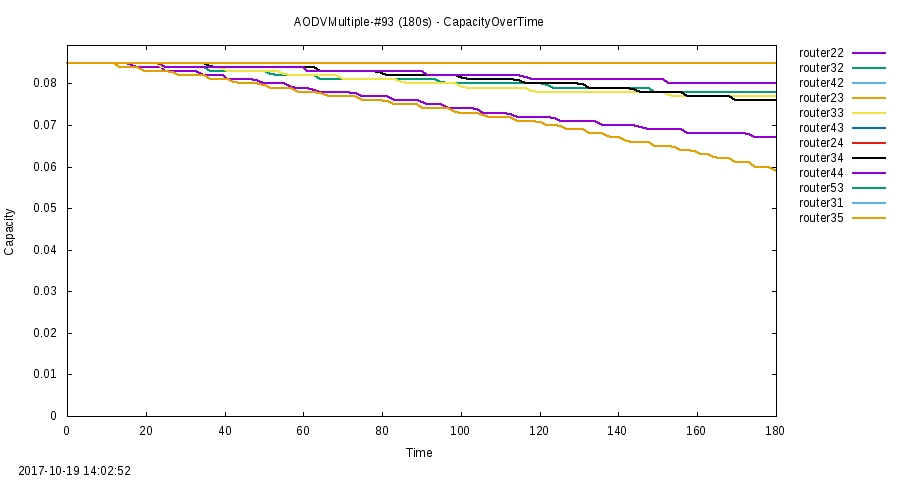 AODVMultiple-#93 (180s) - CapacityOverTime
router22
router32
router42
router23
router33
router43
router24
router34
router44
router53
router31
router35
0.08
0.07
0.06
0.05
0.04
0.03
0.02
0.01
0
Capacity
0 20 40 60 80 100 120 140 160 180
Time
2017-10-19 14:02:52